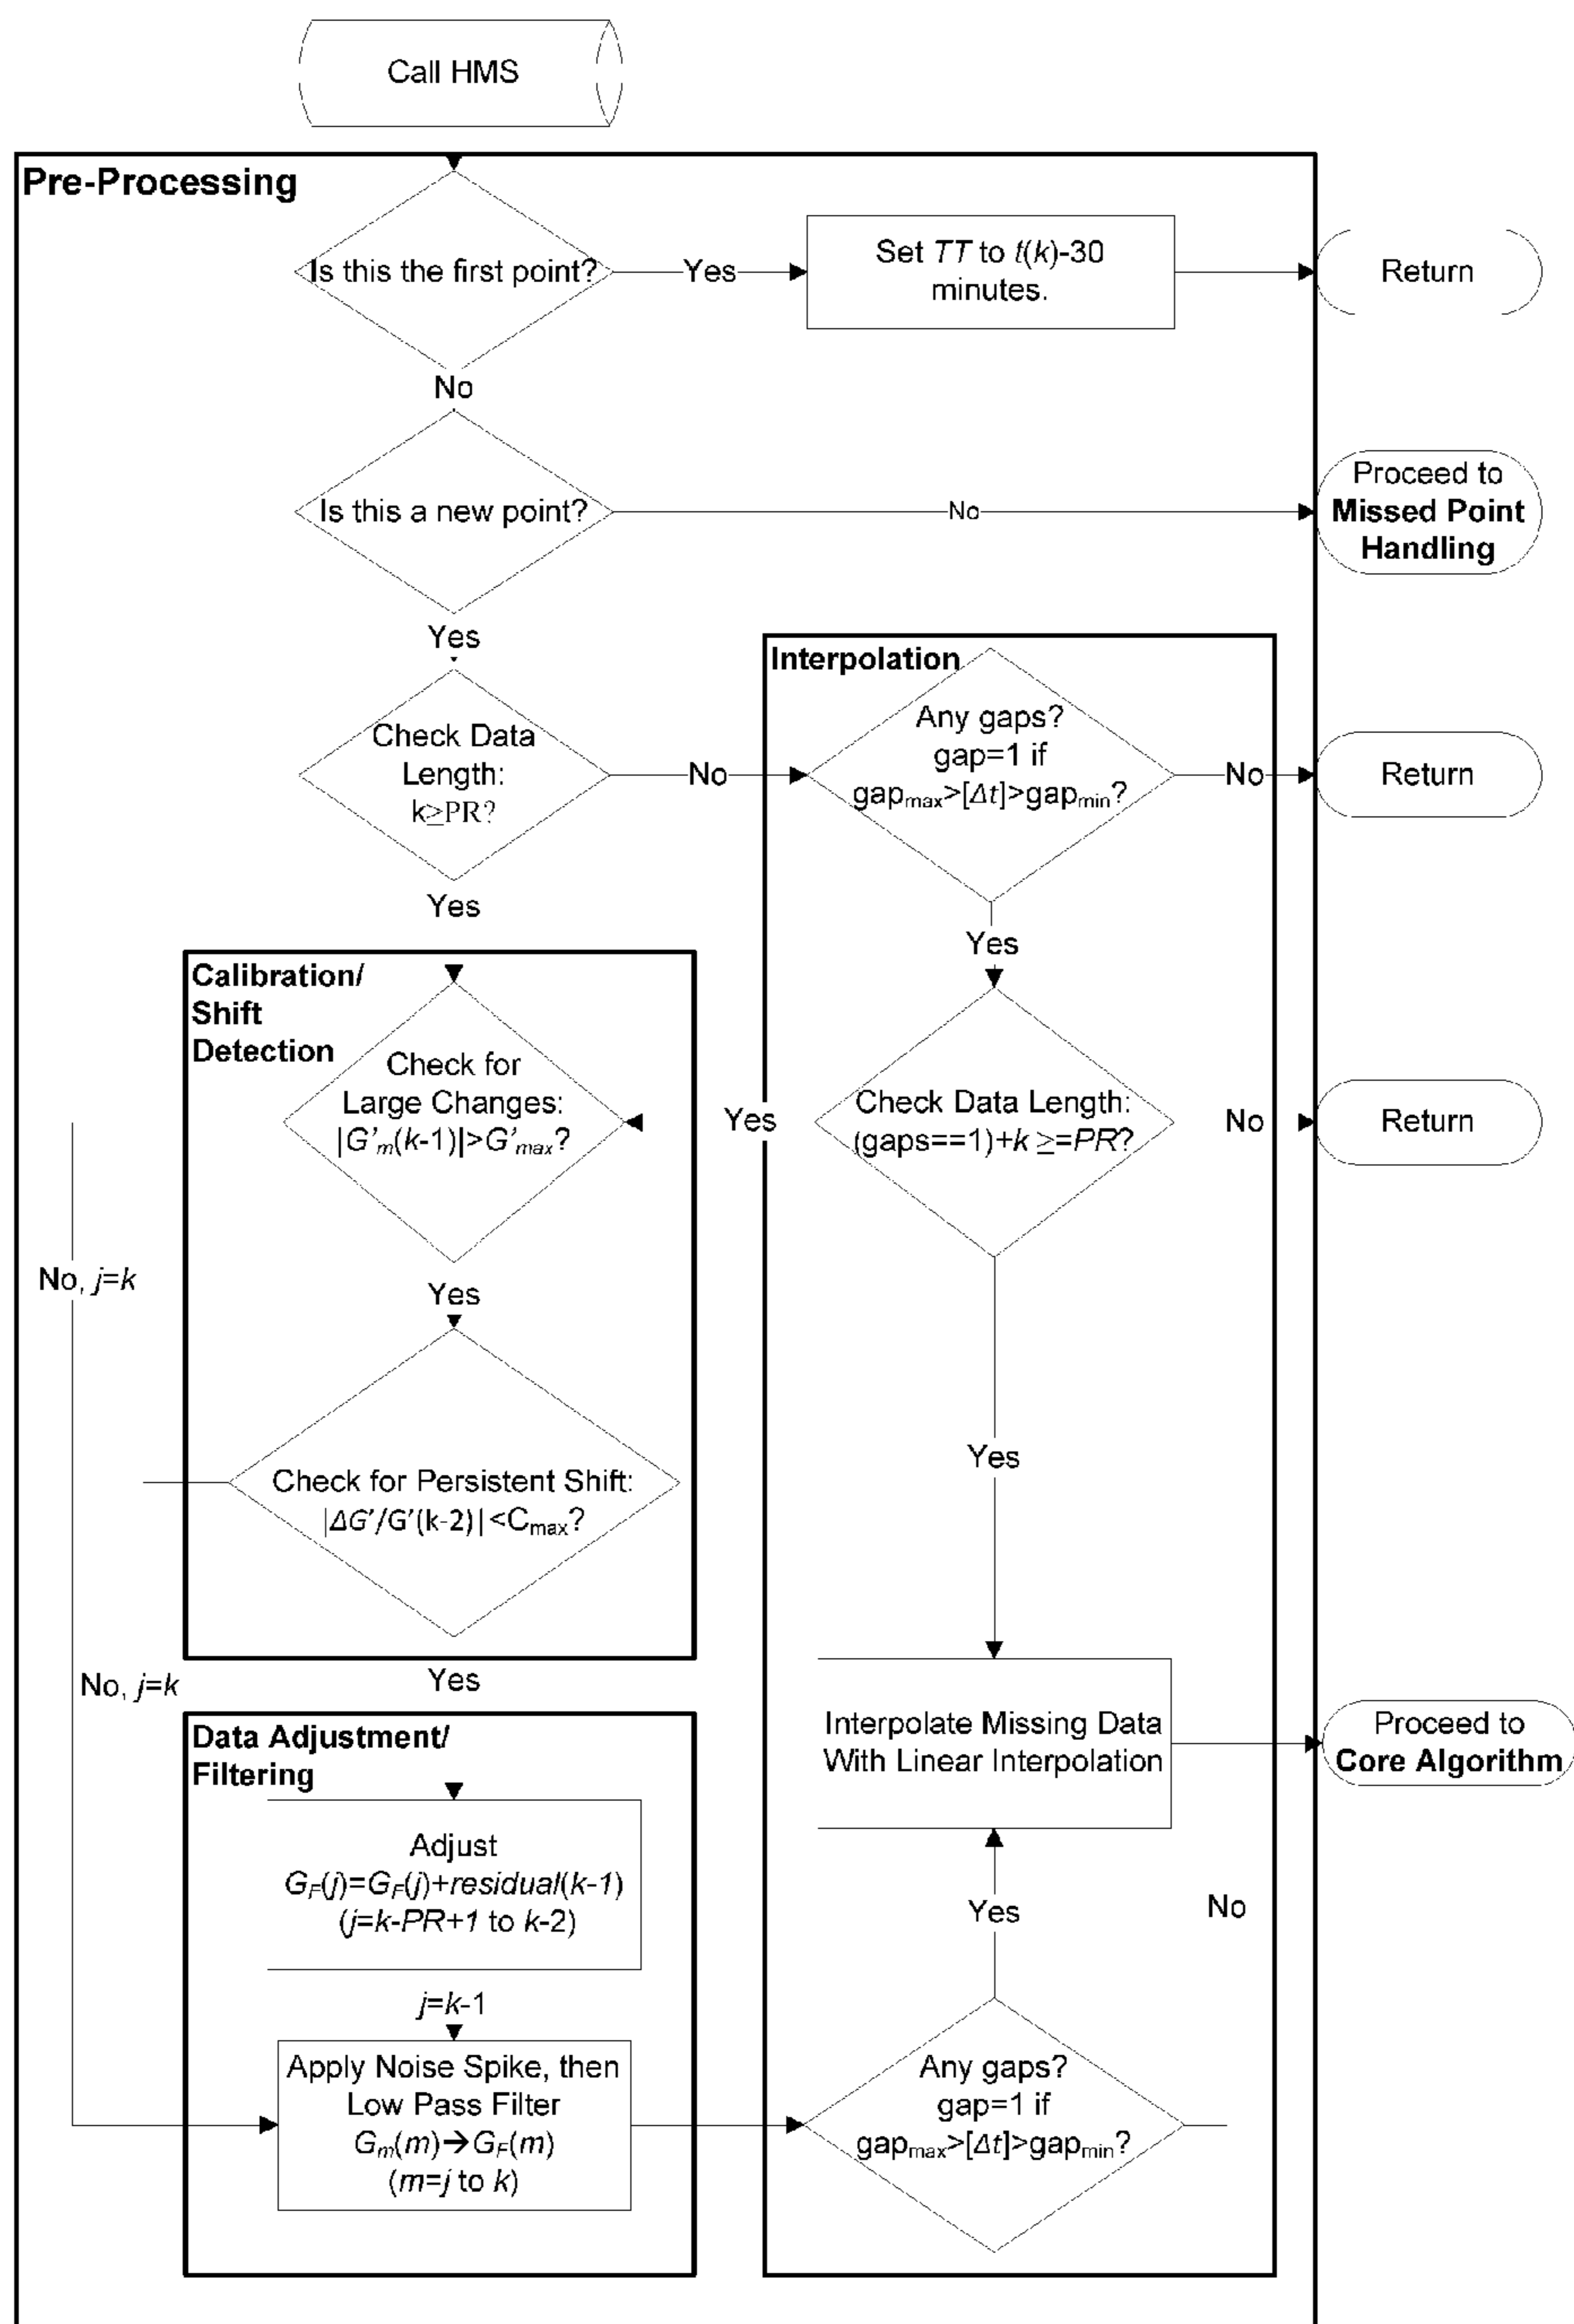 Call HMS
Pre-Processing
Is this the first point?
Yes
Set TT to t(k)-30
minutes.
Return
No
Is this a new point?
No
Proceed to
Missed Point
Handling
Yes
Check Data
Length:
k≥PR?
No
Interpolation
Any gaps?
gap=1 if
gapmax>[Δt]>gapmin?
No
Return
Yes
Yes
Calibration/
Shift
Detection
Check for
Large Changes:
|G'm(k-1)|>G'max?
Yes
Check Data Length:
(gaps==1)+k ≥=PR?
No
Return
No, j=k
Yes
Check for Persistent Shift:
|ΔG'/G'(k-2)|<Cmax?
Yes
No, j=k
Yes
Interpolate Missing Data
With Linear Interpolation
Proceed to
Core Algorithm
Data Adjustment/
Filtering
Adjust
GF(j)=GF(j)+residual(k-1)
(j=k-PR+1 to k-2)
Yes
No
j=k-1
Apply Noise Spike, then
Low Pass Filter
Gm(m)→GF(m)
(m=j to k)
Any gaps?
gap=1 if
gapmax>[Δt]>gapmin?